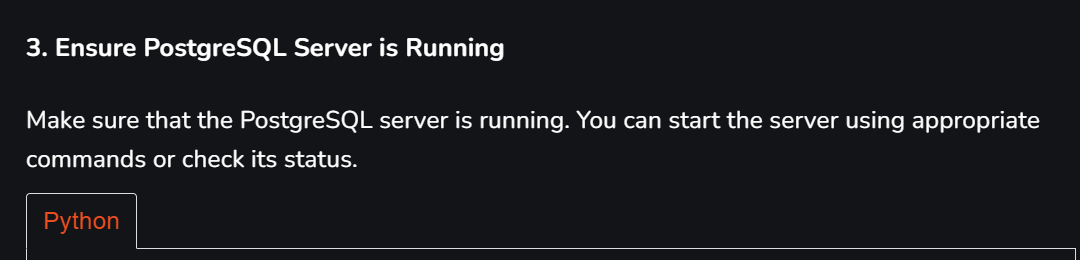 3. Ensure PostgreSQL Server is Running
Make sure that the PostgreSQL server is running. You can start the server using appropriate
commands or check its status.
Python